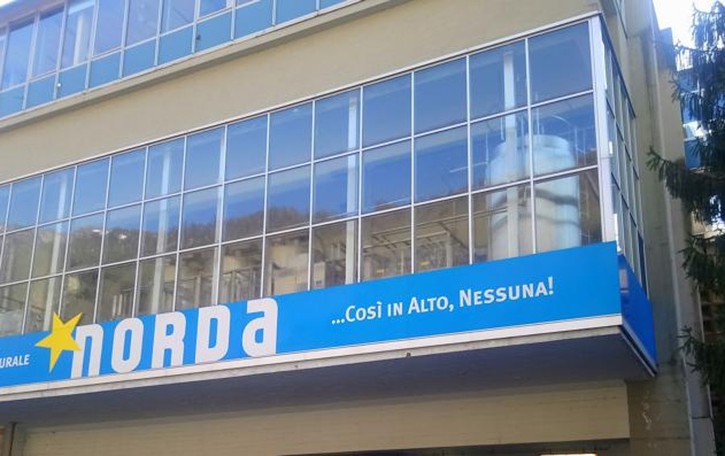 URALE
NORDA
...Così in Alto, Nessuna!